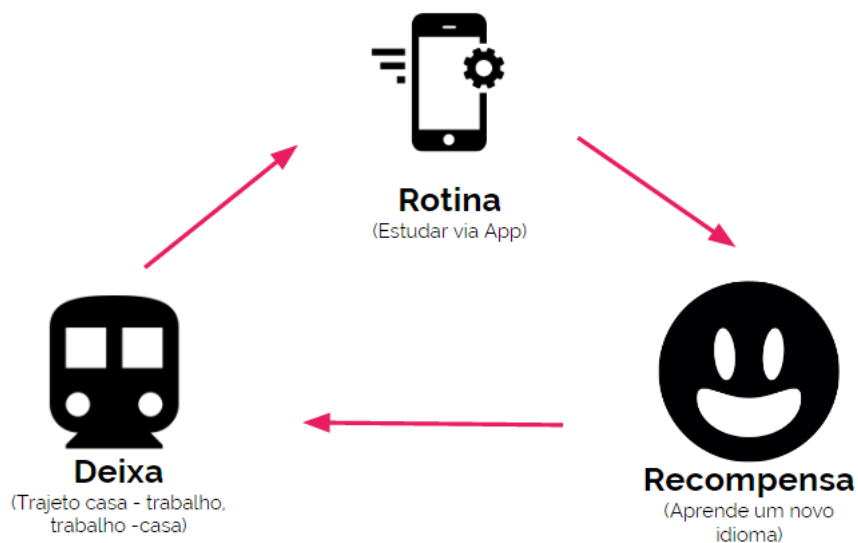 Rotina
(Estudar via App)
Deixa
(Trajeto casa - trabalho,
trabalho -casa)
Recompensa
(Aprende um novo
idioma)